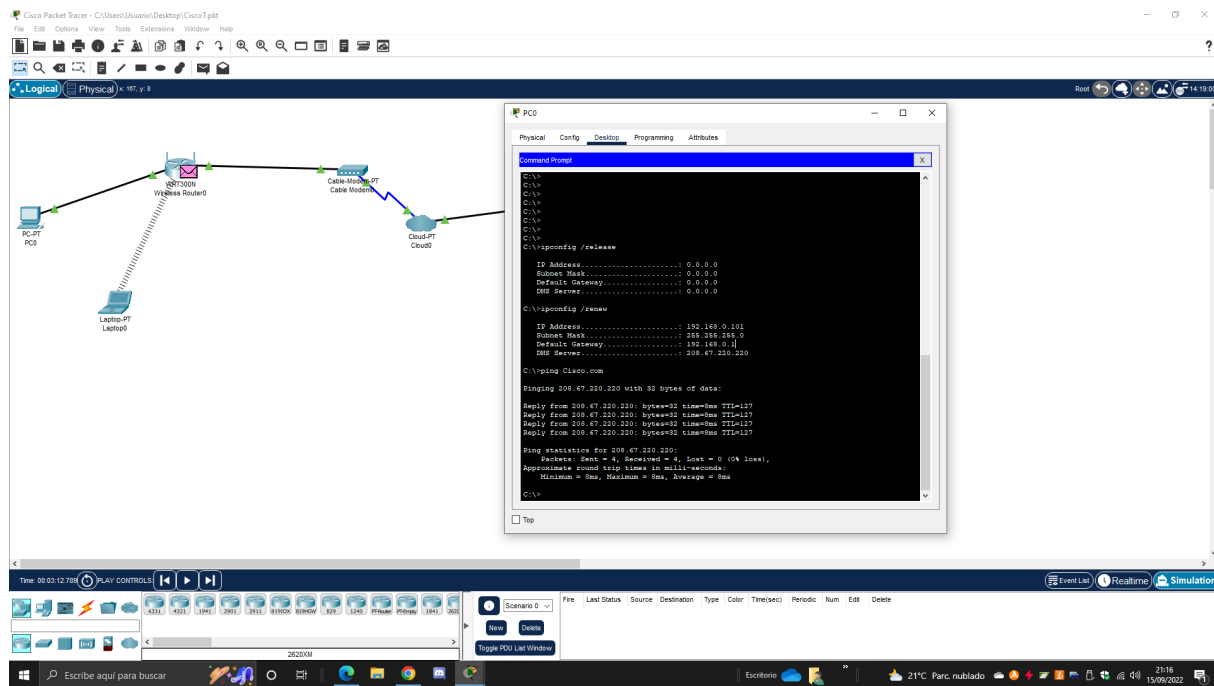 Cisco Packet Tracer - C:\Users\Usuario\Desktop\CiscoT.pkt
File Edit Options View Tools Extensions Window Help
?
Logical Physical x: 167, y: 8
Root 14:19:00
WRT300N
Wireless Router0
Cable-Modem-PT
Cable Modem0
PC-PT
PC0
Cloud-PT
Cloud0
Laptop-PT
Laptop0
PC0
Physical Config Desktop Programming Attributes
Command Prompt X
C:\>
C:\>
C:\>
C:\>
C:\>
C:\>
C:\>
C:\>
C:\>ipconfig /release
IP Address......................: 0.0.0.0
Subnet Mask.....................: 0.0.0.0
Default Gateway.................: 0.0.0.0
DNS Server......................: 0.0.0.0
C:\>ipconfig /renew
IP Address......................: 192.168.0.101
Subnet Mask.....................: 255.255.255.0
Default Gateway.................: 192.168.0.1
DNS Server......................: 208.67.220.220
C:\>ping Cisco.com
Pinging 208.67.220.220 with 32 bytes of data:
Reply from 208.67.220.220: bytes=32 time=8ms TTL=127
Reply from 208.67.220.220: bytes=32 time=8ms TTL=127
Reply from 208.67.220.220: bytes=32 time=8ms TTL=127
Reply from 208.67.220.220: bytes=32 time=8ms TTL=127
Ping statistics for 208.67.220.220:
Packets: Sent = 4, Received = 4, Lost = 0 (0% loss),
Approximate round trip times in milli-seconds:
Minimum = 8ms, Maximum = 8ms, Average = 8ms
C:\>
Top
Time: 00:03:12.789 PLAY CONTROLS:
Event List Realtime Simulation
4331 4321 1941 2901 2911 819IOX 819HGW 829 1240 PT-Router PT-Empty 1841 2620
2620XM
Scenario 0
New Delete
Toggle PDU List Window
Fire Last Status Source Destination Type Color Time(sec) Periodic Num Edit Delete
Escribe aquí para buscar
Escritorio
21°C Parc. nublado
21:16
15/09/2022